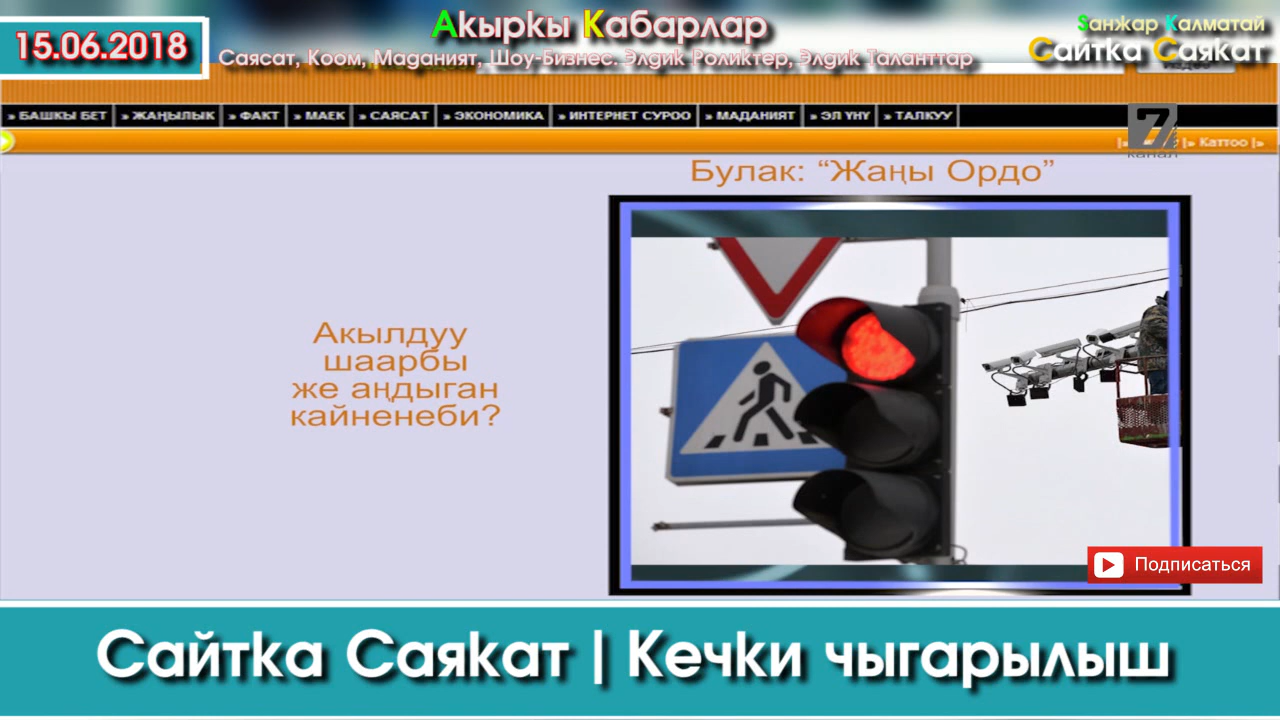 15.06.2018
Акыркы Кабарлар
Саясат, Коом, Маданият, Шоу-Бизнес. Элдик Роликтер, Элдик Таланттар
Sанжар Калматай
Сайтка Саякат
» БАШКЫ БЕТ » ЖАҢЫЛЫК » ФАКТ » МАЕК » САЯСАТ » ЭКОНОМИКА » ИНТЕРНЕТ СУРОО » МАДАНИЯТ » ЭЛ ҮНҮ » ТАЛКУУ
|» Каттоо |»
7
канал
Булак: “Жаңы Ордо”
Акылдуу
шаарбы
же аңдыган
кайненеби?
Подписаться
Сайтка Саякат | Кечки чыгарылыш